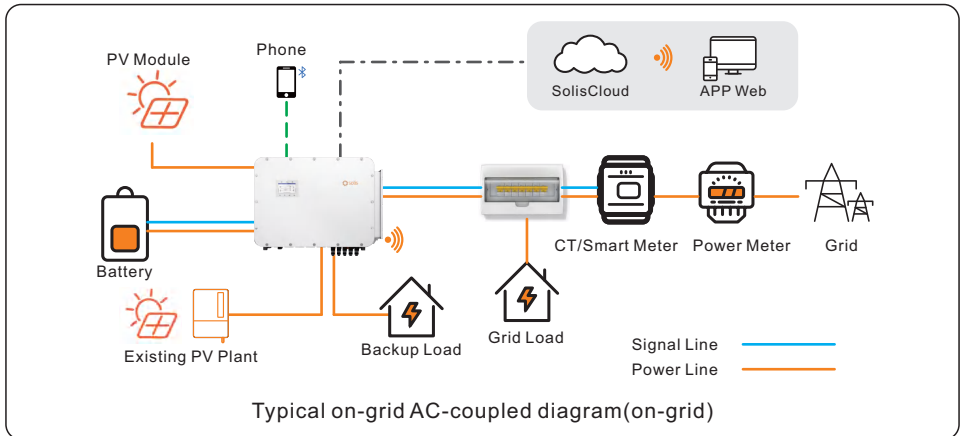 Phone
PV Module
SolisCloud
APP Web
solis
Battery
CT/Smart Meter
Power Meter
Grid
Existing PV Plant
Backup Load
Grid Load
Signal Line
Power Line
Typical on-grid AC-coupled diagram(on-grid)